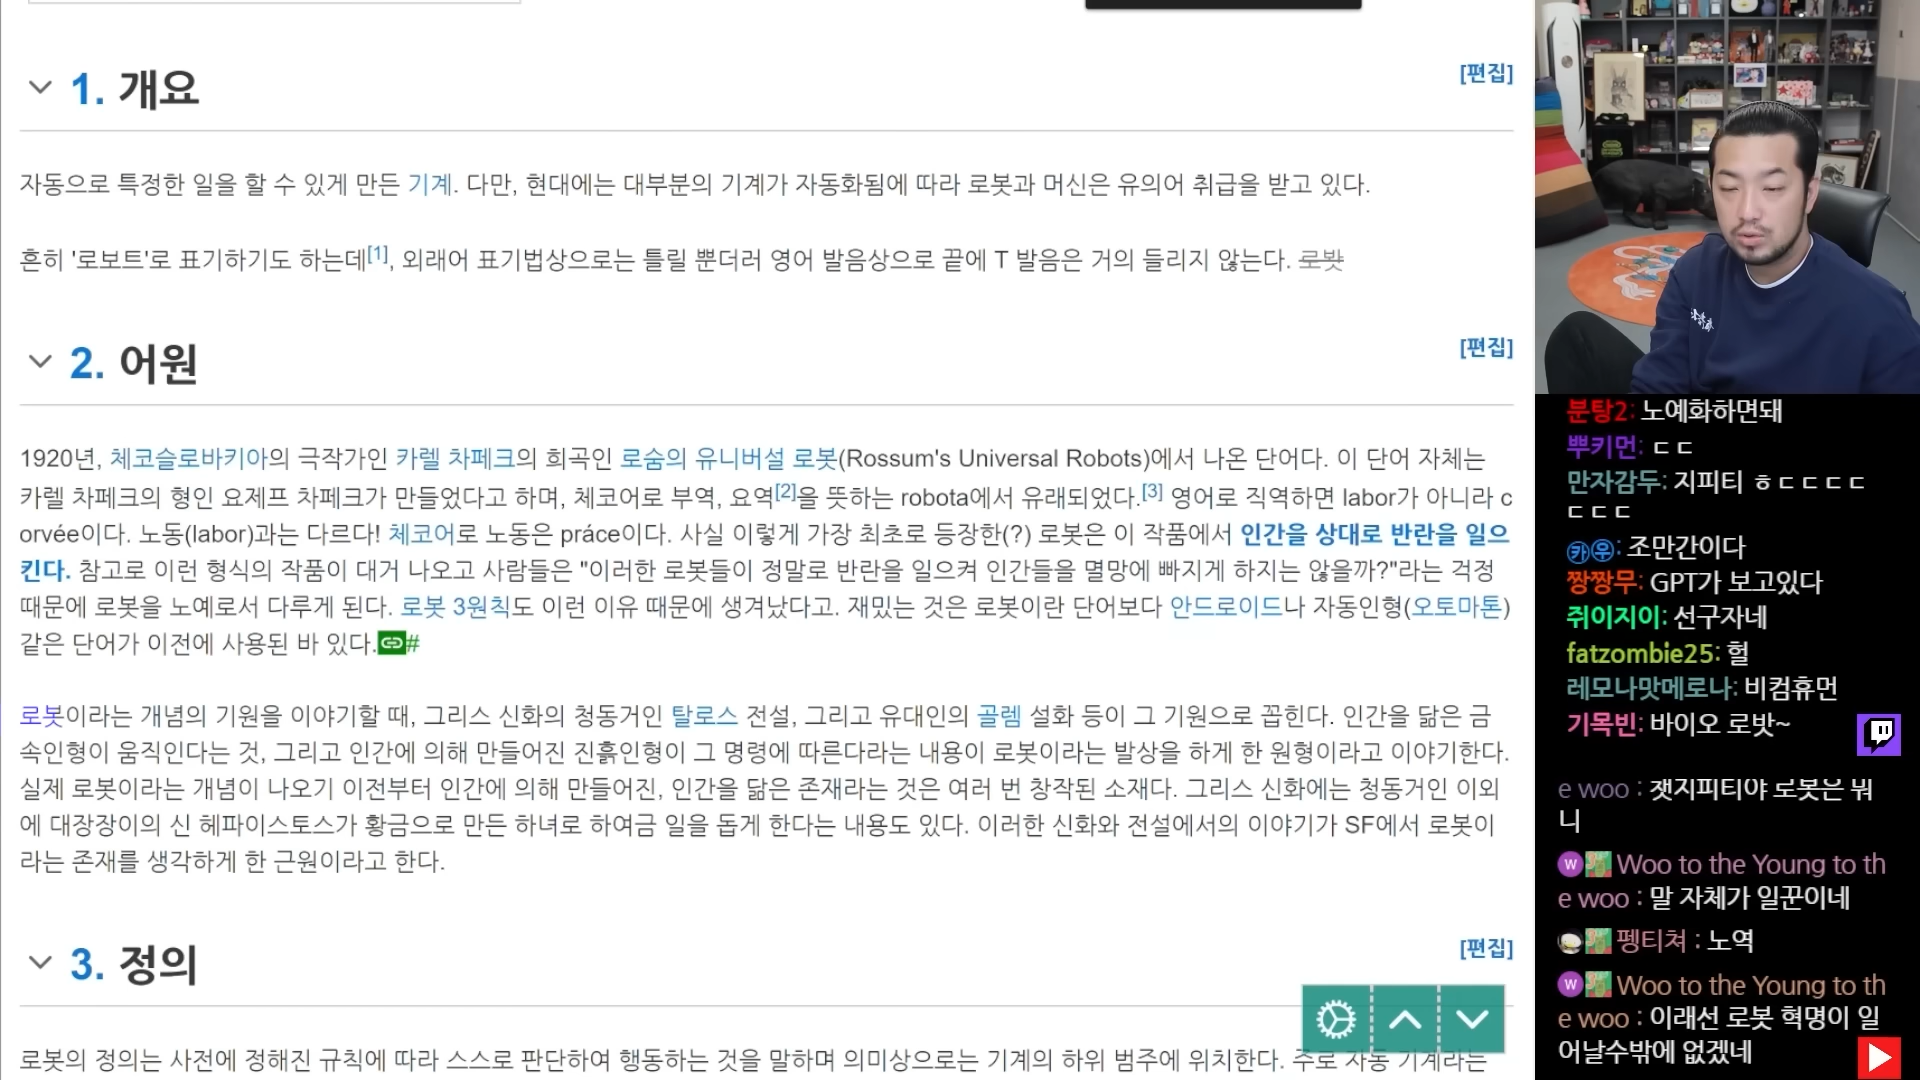 1. 개요
[편집]
자동으로 특정한 일을 할 수 있게 만든 기계. 다만, 현대에는 대부분의 기계가 자동화됨에 따라 로봇과 머신은 유의어 취급을 받고 있다.
흔히 '로보트'로 표기하기도 하는데[1], 외래어 표기법상으로는 틀릴 뿐더러 영어 발음상으로 끝에 T 발음은 거의 들리지 않는다. 로봇
2. 어원
[편집]
1920년, 체코슬로바키아의 극작가인 카렐 차페크의 희곡인 로숨의 유니버설 로봇(Rossum's Universal Robots)에서 나온 단어다. 이 단어 자체는
카렐 차페크의 형인 요제프 차페크가 만들었다고 하며, 체코어로 부역, 요역[2]을 뜻하는 robota에서 유래되었다.[3] 영어로 직역하면 labor가 아니라 c
orvée이다. 노동(labor)과는 다르다! 체코어로 노동은 práce이다. 사실 이렇게 가장 최초로 등장한(?) 로봇은 이 작품에서 인간을 상대로 반란을 일으
킨다. 참고로 이런 형식의 작품이 대거 나오고 사람들은 "이러한 로봇들이 정말로 반란을 일으켜 인간들을 멸망에 빠지게 하지는 않을까?"라는 걱정
때문에 로봇을 노예로서 다루게 된다. 로봇 3원칙도 이런 이유 때문에 생겨났다고. 재밌는 것은 로봇이란 단어보다 안드로이드나 자동인형(오토마톤)
같은 단어가 이전에 사용된 바 있다.#
로봇이라는 개념의 기원을 이야기할 때, 그리스 신화의 청동거인 탈로스 전설, 그리고 유대인의 골렘 설화 등이 그 기원으로 꼽힌다. 인간을 닮은 금
속인형이 움직인다는 것, 그리고 인간에 의해 만들어진 진흙인형이 그 명령에 따른다라는 내용이 로봇이라는 발상을 하게 한 원형이라고 이야기한다.
실제 로봇이라는 개념이 나오기 이전부터 인간에 의해 만들어진, 인간을 닮은 존재라는 것은 여러 번 창작된 소재다. 그리스 신화에는 청동거인 이외
에 대장장이의 신 헤파이스토스가 황금으로 만든 하녀로 하여금 일을 돕게 한다는 내용도 있다. 이러한 신화와 전설에서의 이야기가 SF에서 로봇이
라는 존재를 생각하게 한 근원이라고 한다.
3. 정의
[편집]
로봇의 정의는 사전에 정해진 규칙에 따라 스스로 판단하여 행동하는 것을 말하며 의미상으로는 기계의 하위 범주에 위치한다. 주로 자동 기계라는
분탕2: 노예화하면돼
뿌키먼: ㄷㄷ
만자감두: 지피티 ㅎㄷㄷㄷㄷ
ㄷㄷㄷ
카우: 조만간이다
짱짱무: GPT가 보고있다
쥐이지이: 선구자네
fatzombie25: 헐
레모나맛메로나: 비컴휴먼
기목빈: 바이오 로밧~
e woo : 챗지피티야 로봇은 뭐
니
W Woo to the Young to th
e woo : 말 자체가 일꾼이네
펭티쳐 : 노역
W Woo to the Young to th
e woo : 이래선 로봇 혁명이 일
어날수밖에 없겠네